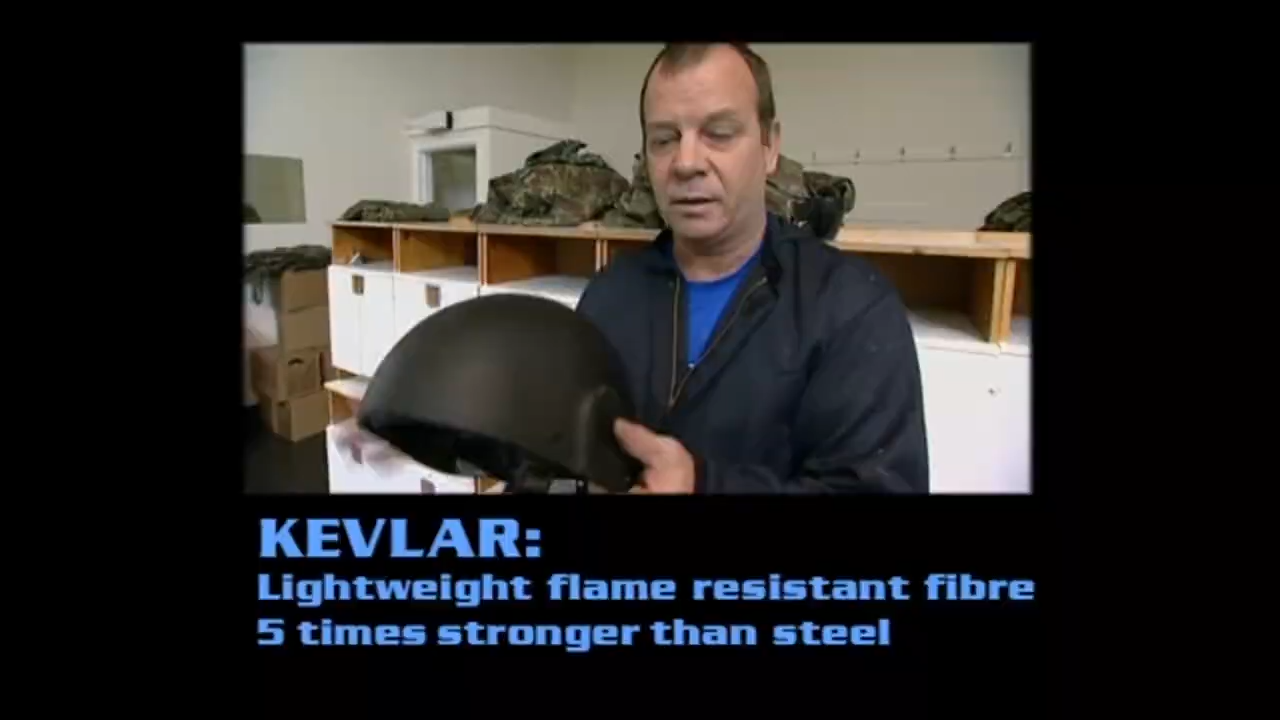 KEVLAR:
Lightweight flame resistant fibre
5 times stronger than steel